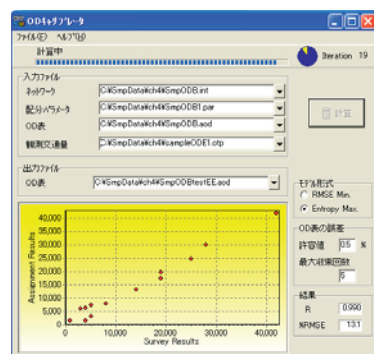 ODキャリブレータ
ファイル(F) ヘルプ(H)
計算中
Iteration 19
入力ファイル
ネットワーク C:¥SmpData¥ch4¥SmpODB.int
配分パラメータ C:¥SmpData¥ch4¥SmpODB1.par
OD表 C:¥SmpData¥ch4¥SmpODB.aod
観測交通量 C:¥SmpData¥ch4¥sampleODE1.otp
計算
出力ファイル
OD表 C:¥SmpData¥ch4¥SmpODBtestEE.aod
モデル形式
RMSE Min.
Entropy Max.
OD表の誤差
許容値 0.5 %
最大収束回数
5
結果
R 0.990
%RMSE 13.1
Assignment Results
40,000
35,000
30,000
25,000
20,000
15,000
10,000
5,000
0
0 10,000 20,000 30,000 40,000
Survey Results